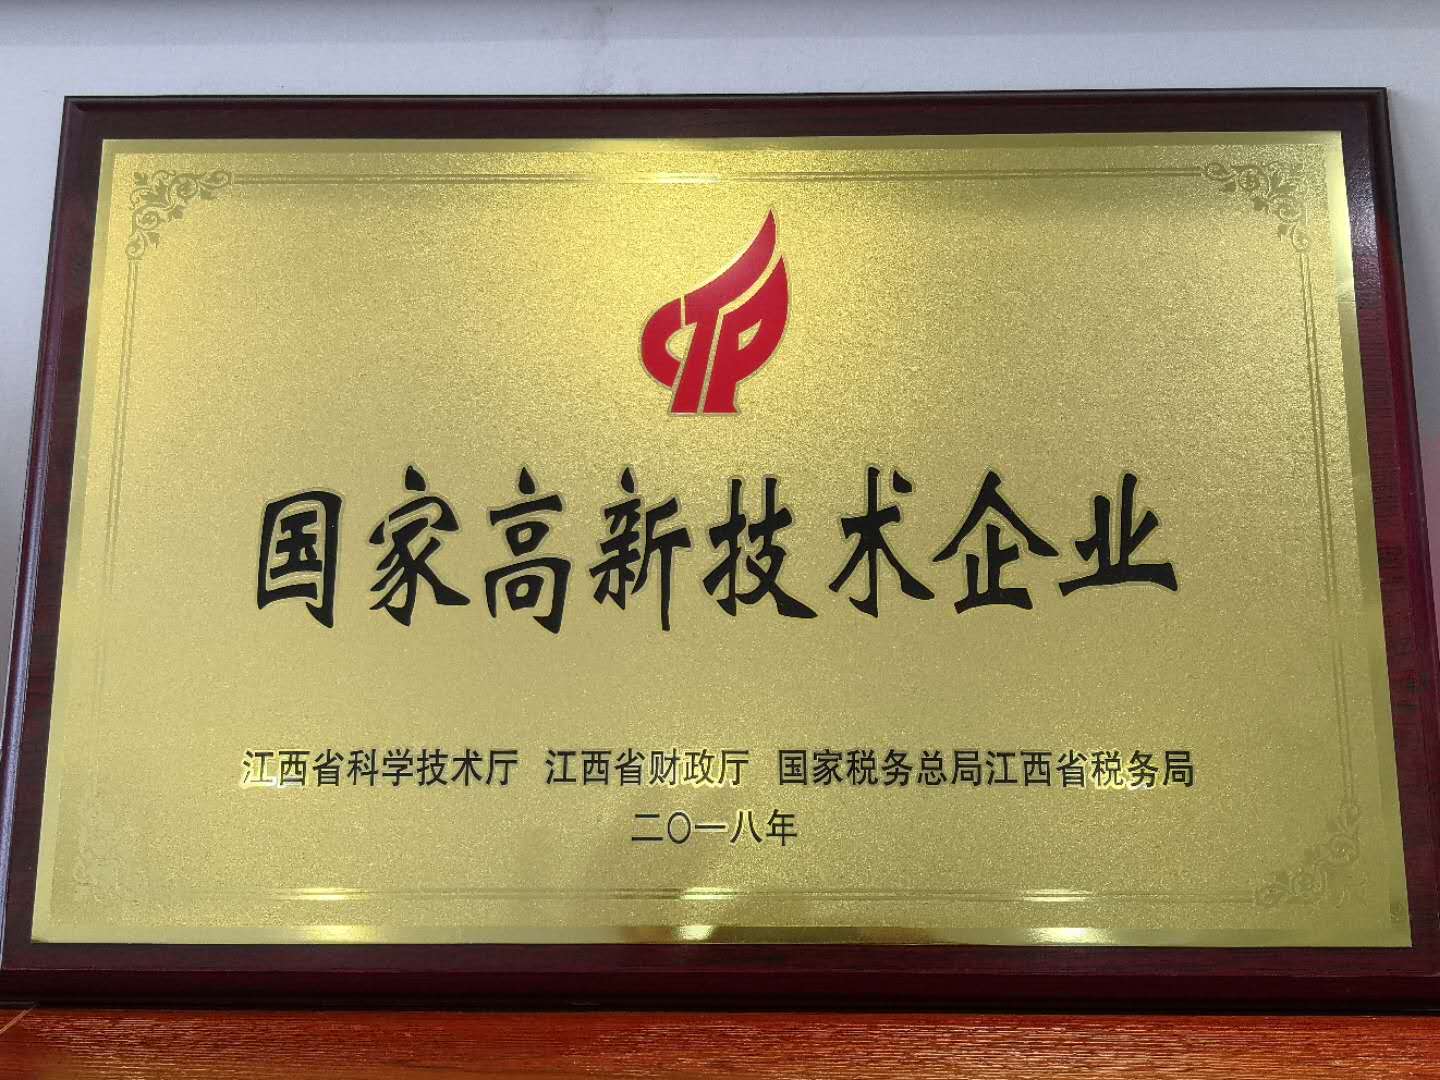 CTP
国家高新技术企业
江西省科学技术厅 江西省财政厅 国家税务总局江西省税务局
二〇一八年